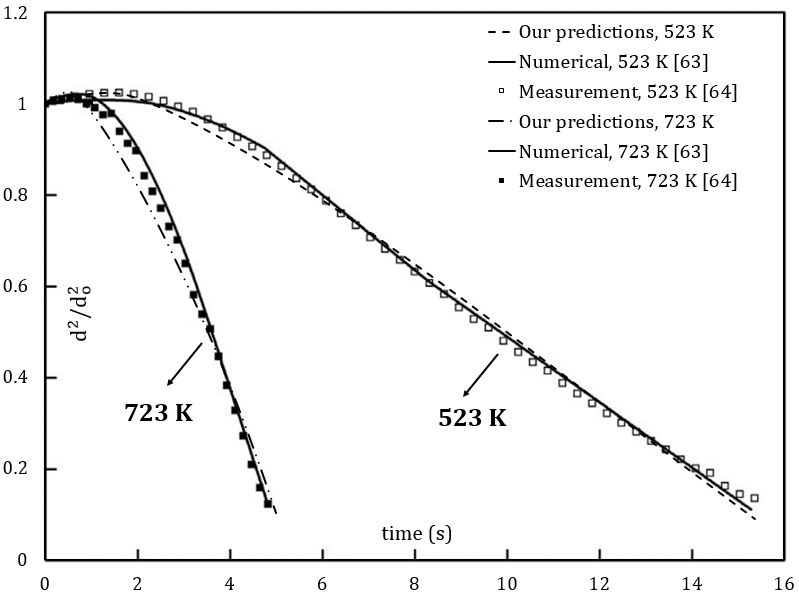 1.2
1
0.8
0.6
0.4
0.2
0
d²/d₀²
Our predictions, 523 K
Numerical, 523 K [63]
Measurement, 523 K [64]
Our predictions, 723 K
Numerical, 723 K [63]
Measurement, 723 K [64]
723 K
523 K
time (s)
0 2 4 6 8 10 12 14 16